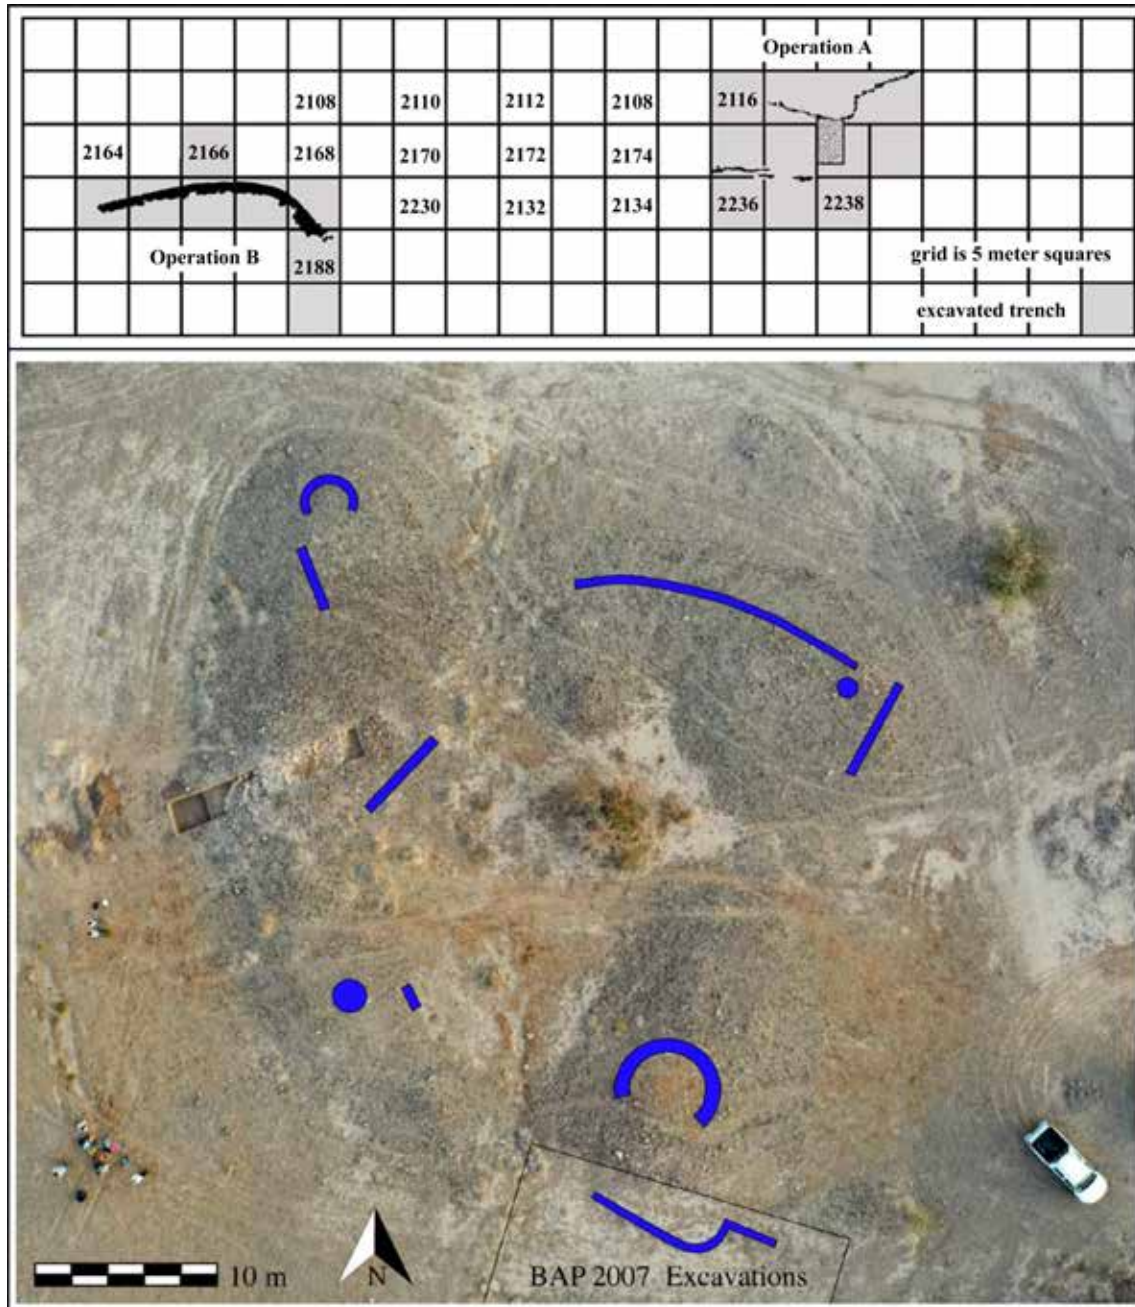 Operation A
2108 2110 2112 2108 2116
2164 2166 2168 2170 2172 2174
2230 2132 2134 2236 2238
Operation B 2188 grid is 5 meter squares
excavated trench
10 m N BAP 2007 Excavations